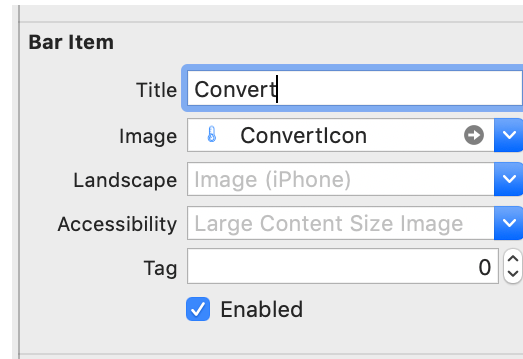 Bar Item
Title Convert
Image ConvertIcon
Landscape Image (iPhone)
Accessibility Large Content Size Image
Tag 0
Enabled